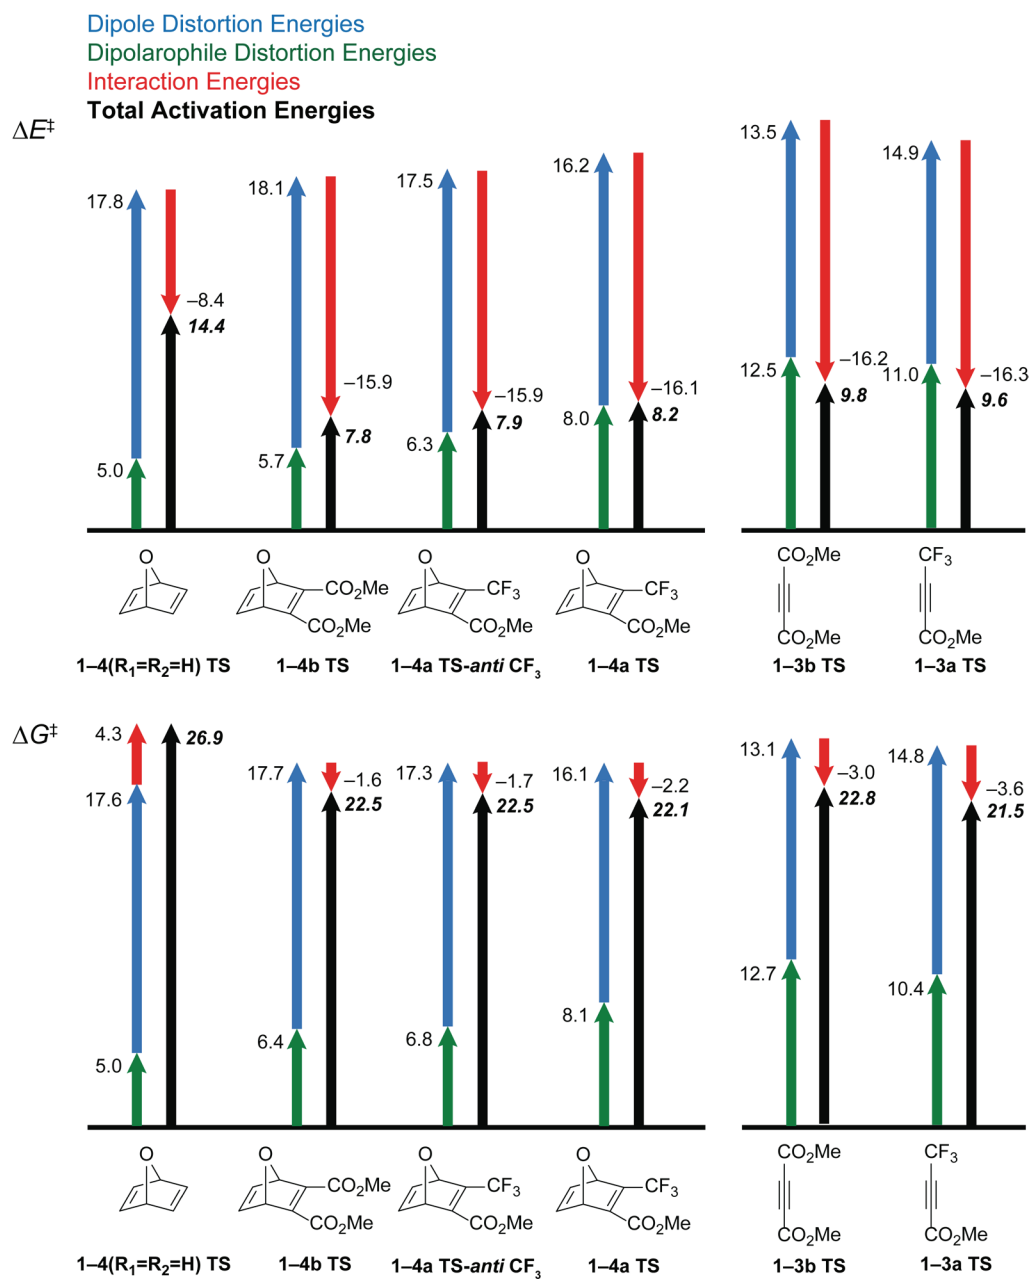 Dipole Distortion Energies
Dipolarophile Distortion Energies
Interaction Energies
Total Activation Energies
ΔE‡
17.8
5.0
–8.4
14.4
18.1
5.7
–15.9
7.8
17.5
6.3
–15.9
7.9
16.2
8.0
–16.1
8.2
13.5
12.5
–16.2
9.8
14.9
11.0
–16.3
9.6
O
O
CO₂Me
CO₂Me
O
CF₃
CO₂Me
O
CF₃
CO₂Me
CO₂Me
CO₂Me
CF₃
CO₂Me
1–4(R₁=R₂=H) TS
1–4b TS
1–4a TS-anti CF₃
1–4a TS
1–3b TS
1–3a TS
ΔG‡
4.3
17.6
5.0
26.9
17.7
6.4
–1.6
22.5
17.3
6.8
–1.7
22.5
16.1
8.1
–2.2
22.1
13.1
12.7
–3.0
22.8
14.8
10.4
–3.6
21.5
O
O
CO₂Me
CO₂Me
O
CF₃
CO₂Me
O
CF₃
CO₂Me
CO₂Me
CO₂Me
CF₃
CO₂Me
1–4(R₁=R₂=H) TS
1–4b TS
1–4a TS-anti CF₃
1–4a TS
1–3b TS
1–3a TS